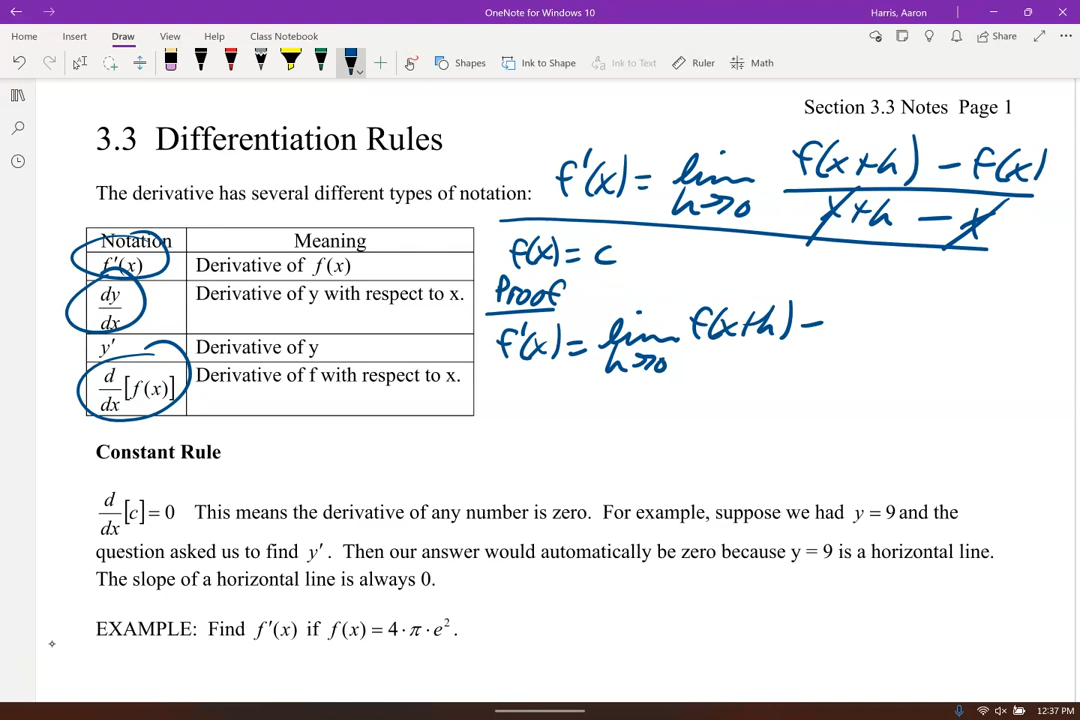 OneNote for Windows 10
Harris, Aaron
Home Insert Draw View Help Class Notebook
Share
Shapes Ink to Shape Ink to Text Ruler Math
Section 3.3 Notes Page 1
3.3 Differentiation Rules
The derivative has several different types of notation:
f'(x) = lim h→0 f(x+h) − f(x) / x+h − x
Notation Meaning
f'(x) Derivative of f(x)
dy/dx Derivative of y with respect to x.
y' Derivative of y
d/dx [f(x)] Derivative of f with respect to x.
f(x) = c
Proof
f'(x) = lim h→0 f(x+h) −
Constant Rule
d/dx [c] = 0 This means the derivative of any number is zero. For example, suppose we had y = 9 and the
question asked us to find y'. Then our answer would automatically be zero because y = 9 is a horizontal line.
The slope of a horizontal line is always 0.
EXAMPLE: Find f'(x) if f(x) = 4·π·e².
12:37 PM